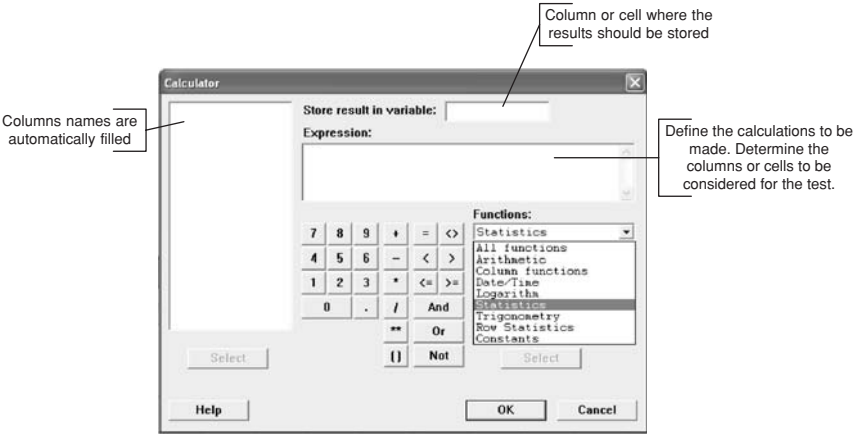 Column or cell where the
results should be stored
Calculator
Columns names are
automatically filled
Store result in variable:
Expression:
Define the calculations to be
made. Determine the
columns or cells to be
considered for the test.
Functions:
7 8 9 + = <> Statistics
All functions
4 5 6 - < > Arithmetic
Column functions
1 2 3 * <= >= Date/Time
Logarithm
0 . / And Statistics
Trigonometry
** Or Row Statistics
Constants
Select () Not Select
Help OK Cancel